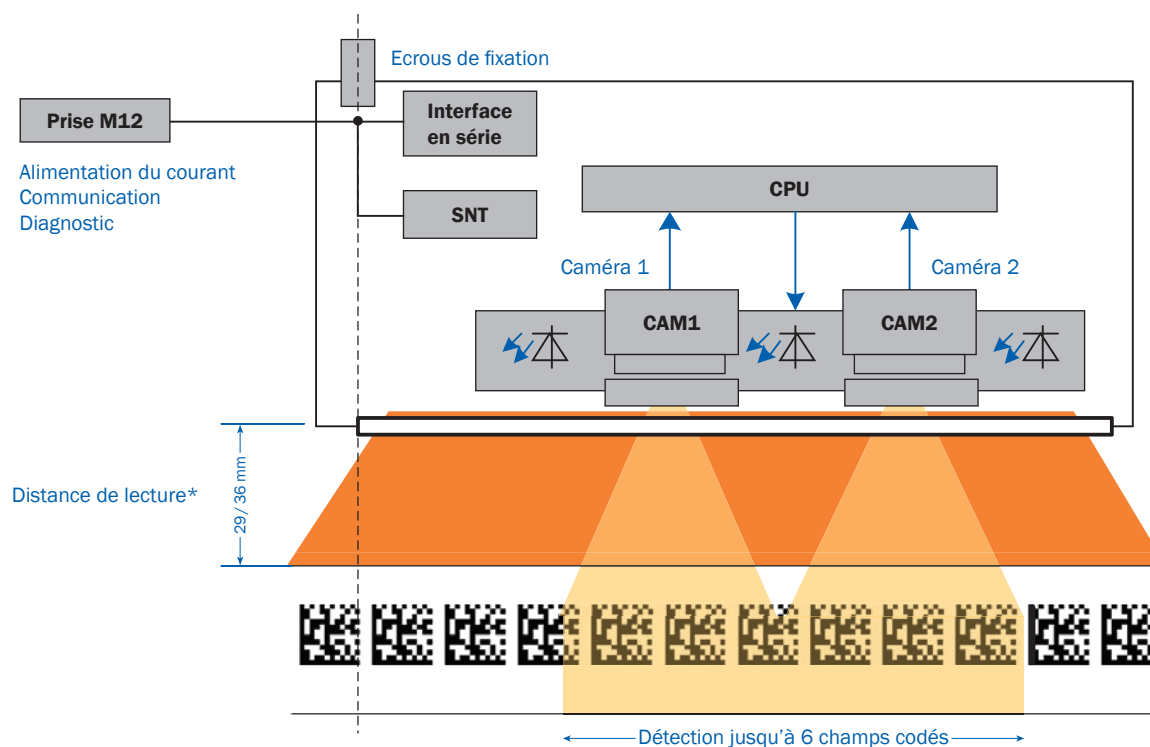 Ecrous de fixation
Prise M12
Interface
en série
Alimentation du courant
Communication
Diagnostic
SNT
CPU
Caméra 1
Caméra 2
CAM1
CAM2
Distance de lecture*
29 / 36 mm
Détection jusqu'à 6 champs codés